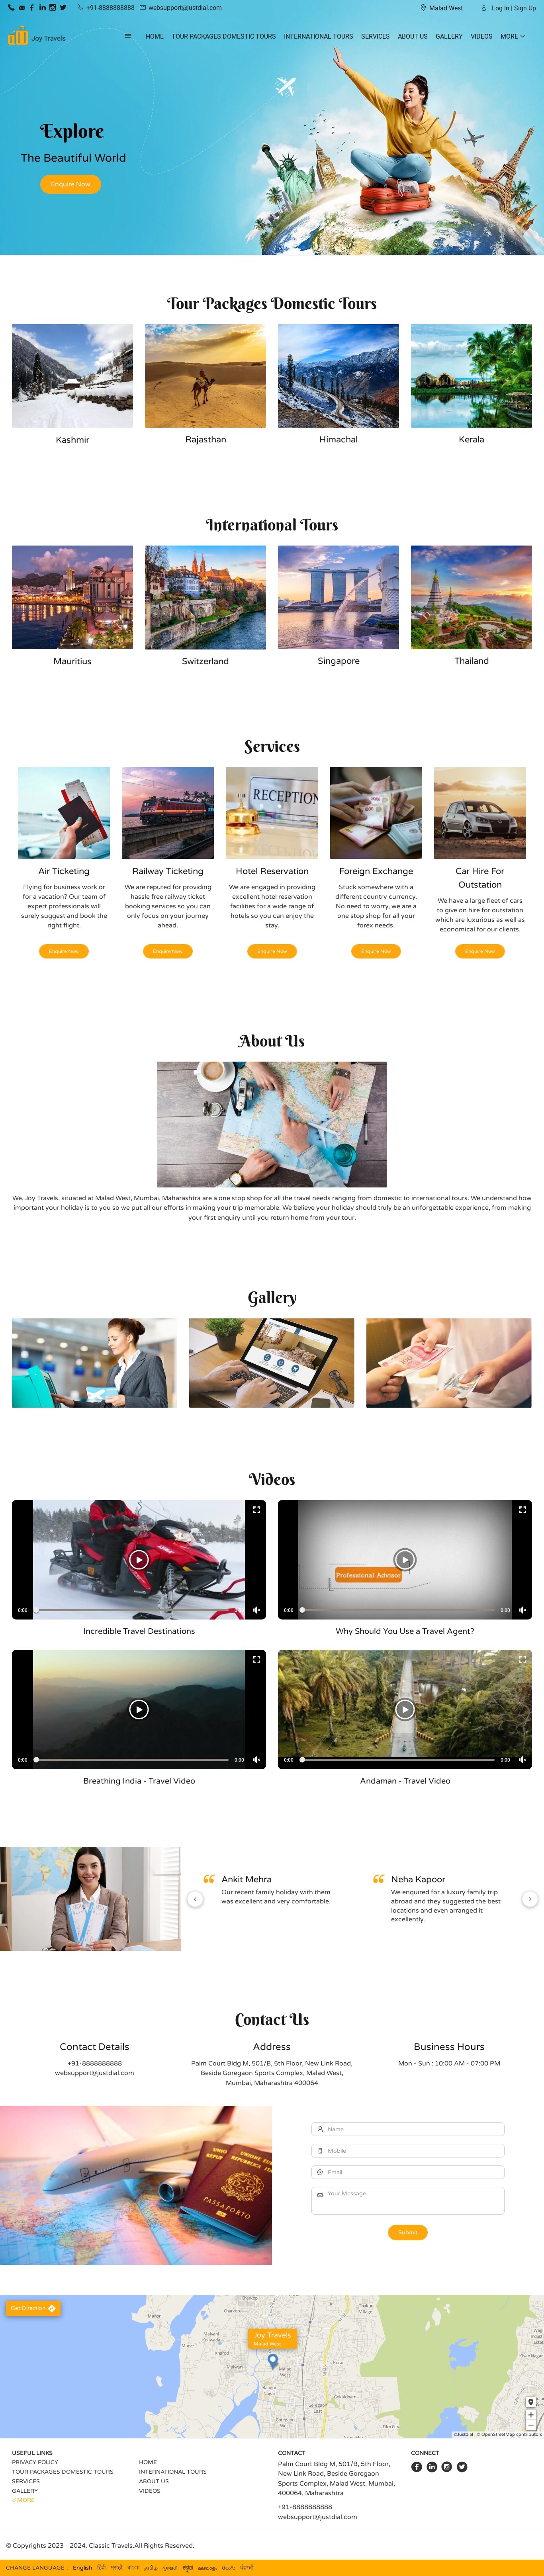 +91-8888888888 websupport@justdial.com Malad West Log In | Sign Up
Joy Travels
HOME TOUR PACKAGES DOMESTIC TOURS INTERNATIONAL TOURS SERVICES ABOUT US GALLERY VIDEOS MORE
Explore
The Beautiful World
Enquire Now
Tour Packages Domestic Tours
Kashmir Rajasthan Himachal Kerala
International Tours
Mauritius Switzerland Singapore Thailand
Services
RECEPTION
Air Ticketing
Flying for business work or
for a vacation? Our team of
expert professionals will
surely suggest and book the
right flight.
Enquire Now
Railway Ticketing
We are reputed for providing
hassle free railway ticket
booking services so you can
only focus on your journey
ahead.
Enquire Now
Hotel Reservation
We are engaged in providing
excellent hotel reservation
facilities for a wide range of
hotels so you can enjoy the
stay.
Enquire Now
Foreign Exchange
Stuck somewhere with a
different country currency.
No need to worry, we are a
one stop shop for all your
forex needs.
Enquire Now
Car Hire For
Outstation
We have a large fleet of cars
to give on hire for outstation
which are luxurious as well as
economical for our clients.
Enquire Now
About Us
We, Joy Travels, situated at Malad West, Mumbai, Maharashtra are a one stop shop for all the travel needs ranging from domestic to international tours. We understand how
important your holiday is to you so we put all our efforts in making your trip memorable. We believe your holiday should truly be an unforgettable experience, from making
your first enquiry until you return home from your tour.
Gallery
Videos
0:00
Professional Advisor
0:00 0:00
Incredible Travel Destinations Why Should You Use a Travel Agent?
0:00 0:00 0:00 0:00
Breathing India - Travel Video Andaman - Travel Video
Ankit Mehra
Our recent family holiday with them
was excellent and very comfortable.
Neha Kapoor
We enquired for a luxury family trip
abroad and they suggested the best
locations and even arranged it
excellently.
Contact Us
Contact Details
+91-8888888888
websupport@justdial.com
Address
Palm Court Bldg M, 501/B, 5th Floor, New Link Road,
Beside Goregaon Sports Complex, Malad West,
Mumbai, Maharashtra 400064
Business Hours
Mon - Sun : 10:00 AM - 07:00 PM
PASSAPORTO
Name
Mobile
Email
Your Message
Submit
Get Direction
Joy Travels
Malad West
©Justdial , © OpenStreetMap contributors
USEFUL LINKS
PRIVACY POLICY
TOUR PACKAGES DOMESTIC TOURS
SERVICES
GALLERY
MORE
HOME
INTERNATIONAL TOURS
ABOUT US
VIDEOS
CONTACT
Palm Court Bldg M, 501/B, 5th Floor,
New Link Road, Beside Goregaon
Sports Complex, Malad West, Mumbai,
400064, Maharashtra
+91-8888888888
websupport@justdial.com
CONNECT
© Copyrights 2023 - 2024. Classic Travels.All Rights Reserved.
CHANGE LANGUAGE : English हिंदी मराठी বাংলা தமிழ் ગુજરાતી ಕನ್ನಡ മലയാളം తెలుగు ਪੰਜਾਬੀ